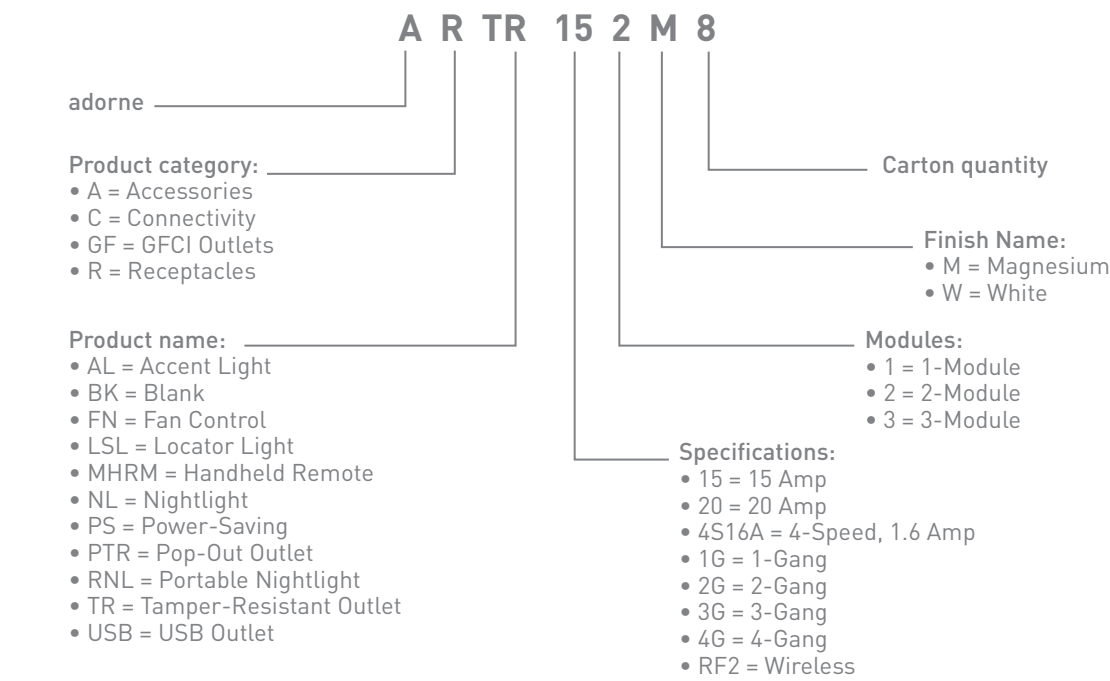 A R TR 15 2 M 8
adorne
Product category:
• A = Accessories
• C = Connectivity
• GF = GFCI Outlets
• R = Receptacles
Product name:
• AL = Accent Light
• BK = Blank
• FN = Fan Control
• LSL = Locator Light
• MHRM = Handheld Remote
• NL = Nightlight
• PS = Power-Saving
• PTR = Pop-Out Outlet
• RNL = Portable Nightlight
• TR = Tamper-Resistant Outlet
• USB = USB Outlet
Carton quantity
Finish Name:
• M = Magnesium
• W = White
Modules:
• 1 = 1-Module
• 2 = 2-Module
• 3 = 3-Module
Specifications:
• 15 = 15 Amp
• 20 = 20 Amp
• 4S16A = 4-Speed, 1.6 Amp
• 1G = 1-Gang
• 2G = 2-Gang
• 3G = 3-Gang
• 4G = 4-Gang
• RF2 = Wireless